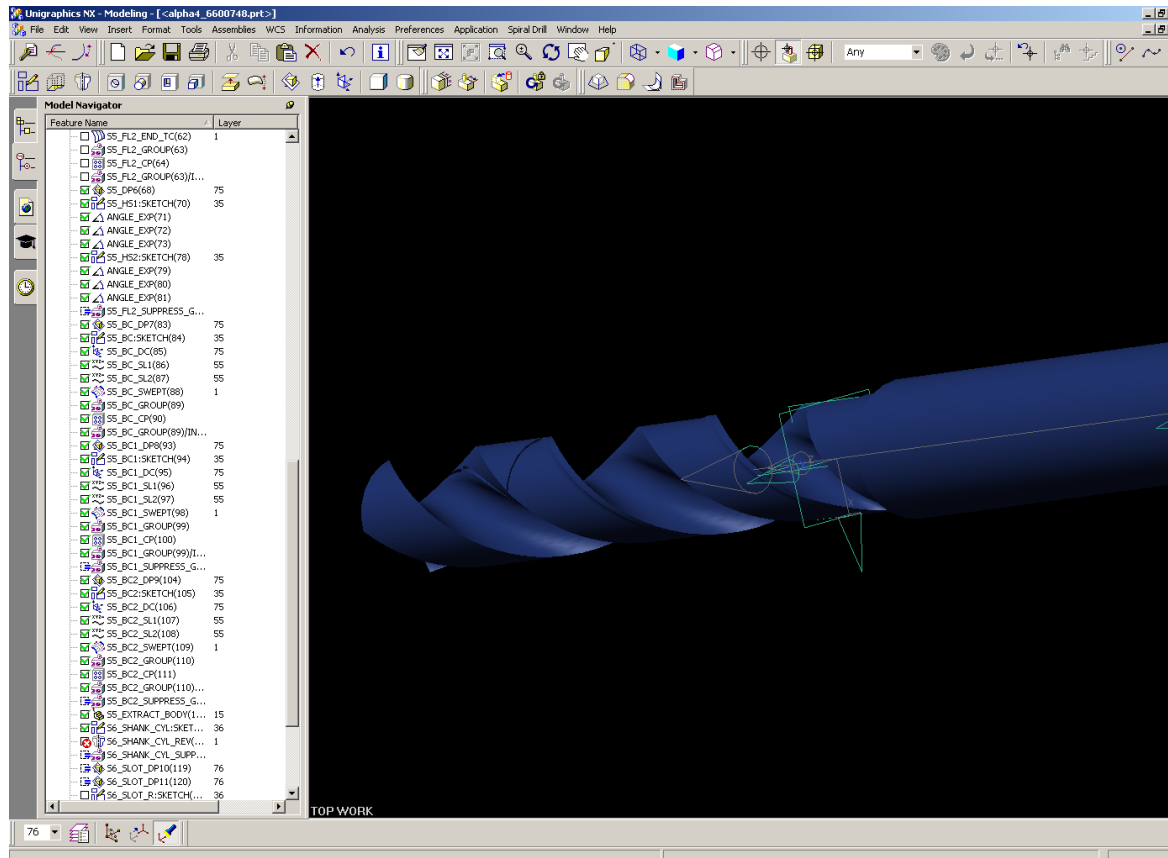 Unigraphics NX - Modeling - [<alpha4_6600748.prt>]
File Edit View Insert Format Tools Assemblies WCS Information Analysis Preferences Application Spiral Drill Window Help
Any
Model Navigator
Feature Name Layer
S5_FL2_END_TC(62) 1
S5_FL2_GROUP(63)
S5_FL2_CP(64)
S5_FL2_GROUP(63)/I...
S5_DP6(68) 75
S5_HS1:SKETCH(70) 35
ANGLE_EXP(71)
ANGLE_EXP(72)
ANGLE_EXP(73)
S5_HS2:SKETCH(78) 35
ANGLE_EXP(79)
ANGLE_EXP(80)
ANGLE_EXP(81)
S5_FL2_SUPPRESS_G...
S5_BC_DP7(83) 75
S5_BC:SKETCH(84) 35
S5_BC_DC(85) 75
S5_BC_SL1(86) 55
S5_BC_SL2(87) 55
S5_BC_SWEPT(88) 1
S5_BC_GROUP(89)
S5_BC_CP(90)
S5_BC_GROUP(89)/IN...
S5_BC1_DP8(93) 75
S5_BC1:SKETCH(94) 35
S5_BC1_DC(95) 75
S5_BC1_SL1(96) 55
S5_BC1_SL2(97) 55
S5_BC1_SWEPT(98) 1
S5_BC1_GROUP(99)
S5_BC1_CP(100)
S5_BC1_GROUP(99)/I...
S5_BC1_SUPPRESS_G...
S5_BC2_DP9(104) 75
S5_BC2:SKETCH(105) 35
S5_BC2_DC(106) 75
S5_BC2_SL1(107) 55
S5_BC2_SL2(108) 55
S5_BC2_SWEPT(109) 1
S5_BC2_GROUP(110)
S5_BC2_CP(111)
S5_BC2_GROUP(110)...
S5_BC2_SUPPRESS_G...
S5_EXTRACT_BODY(1... 15
S6_SHANK_CYL:SKET... 36
S6_SHANK_CYL_REV(... 1
S6_SHANK_CYL_SUPP...
S6_SLOT_DP10(119) 76
S6_SLOT_DP11(120) 76
S6_SLOT_R:SKETCH(... 36
TOP WORK
76